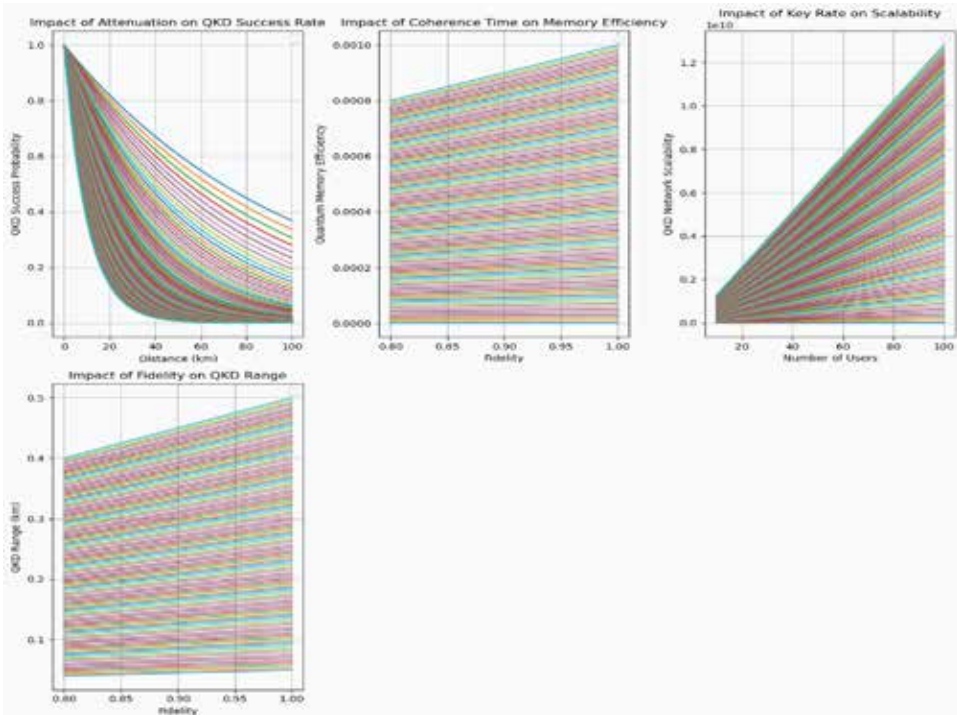 Impact of Attenuation on QKD Success Rate
QKD Success Probability
1.0
0.8
0.6
0.4
0.2
0.0
0 20 40 60 80 100
Distance (km)
Impact of Coherence Time on Memory Efficiency
Quantum Memory Efficiency
0.0010
0.0008
0.0006
0.0004
0.0002
0.0000
0.80 0.85 0.90 0.95 1.00
Fidelity
Impact of Key Rate on Scalability
1e10
QKD Network Scalability
1.2
1.0
0.8
0.6
0.4
0.2
0.0
20 40 60 80 100
Number of Users
Impact of Fidelity on QKD Range
QKD Range (km)
0.5
0.4
0.3
0.2
0.1
0.80 0.85 0.90 0.95 1.00
Fidelity